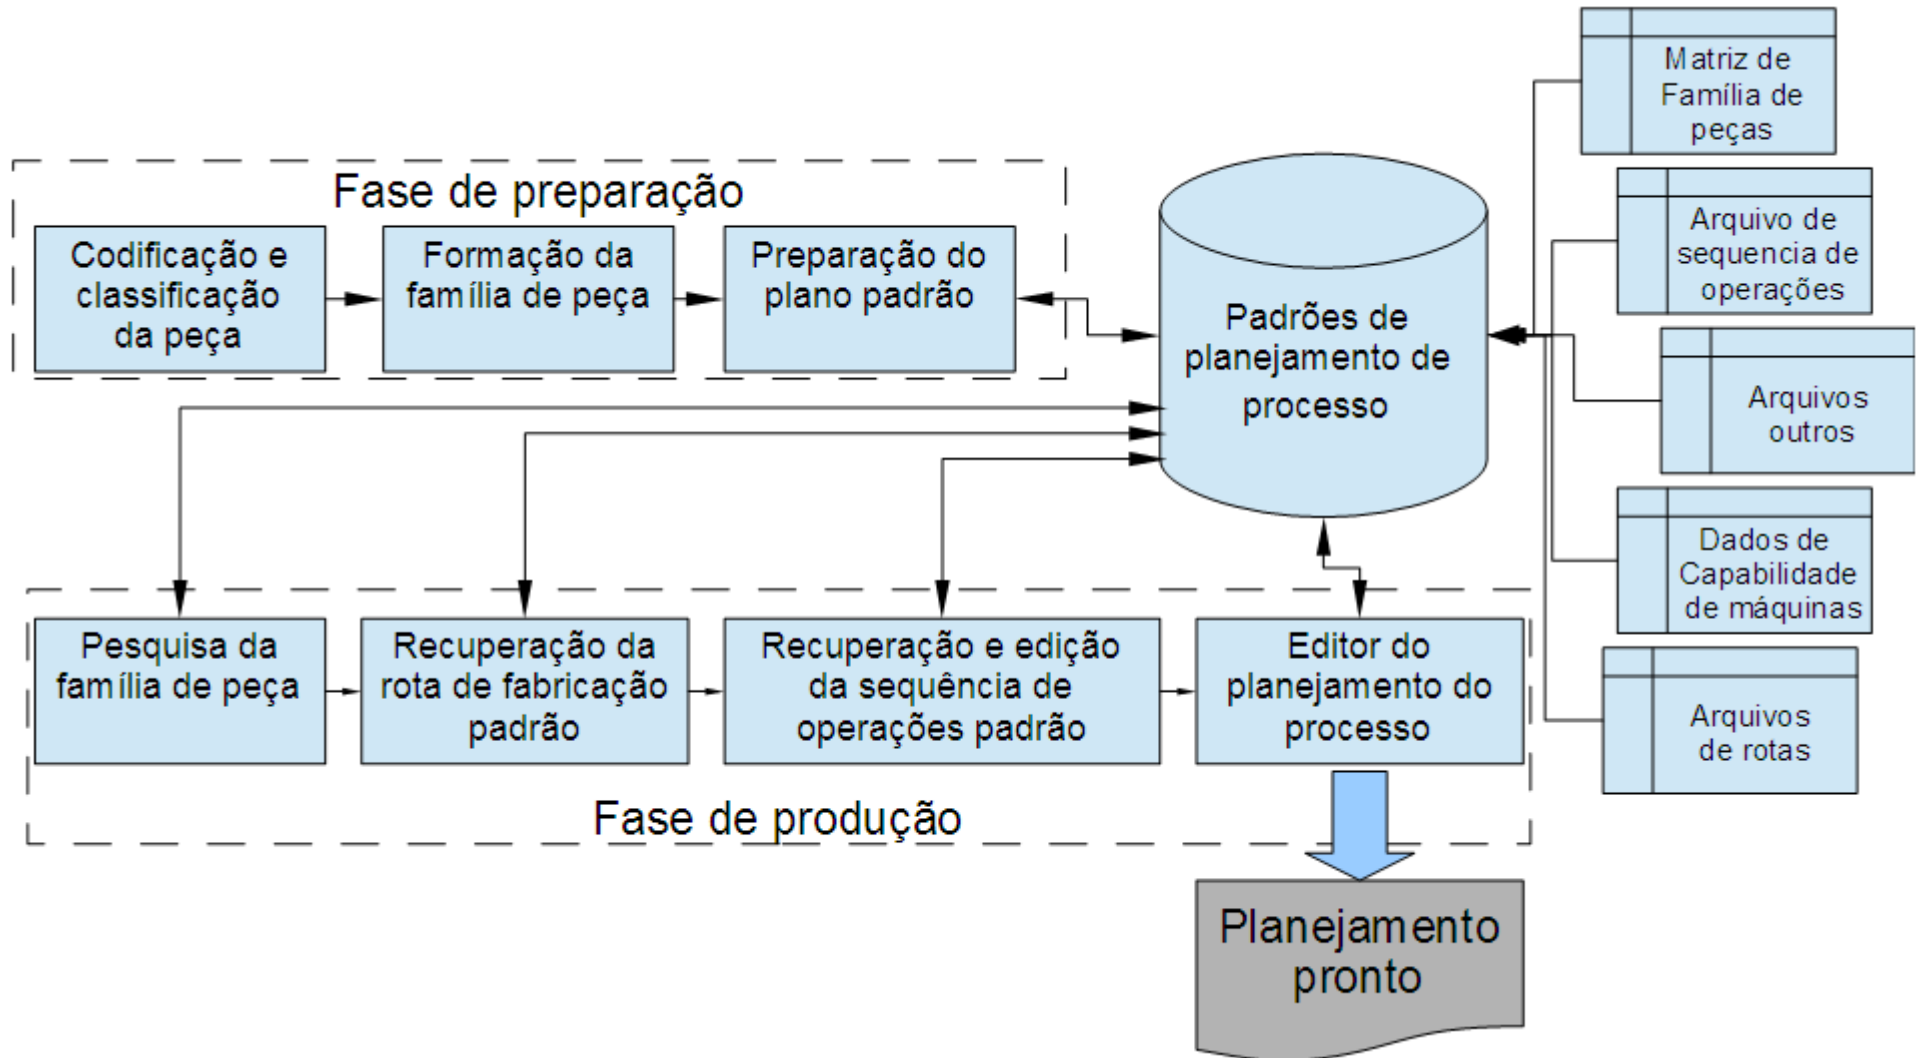 Matriz de
Família de
peças
Fase de preparação
Codificação e
classificação
da peça
Formação da
família de peça
Preparação do
plano padrão
Padrões de
planejamento de
processo
Arquivo de
sequencia de
operações
Arquivos
outros
Dados de
Capabilidade
de máquinas
Arquivos
de rotas
Pesquisa da
família de peça
Recuperação da
rota de fabricação
padrão
Recuperação e edição
da sequência de
operações padrão
Editor do
planejamento do
processo
Fase de produção
Planejamento
pronto